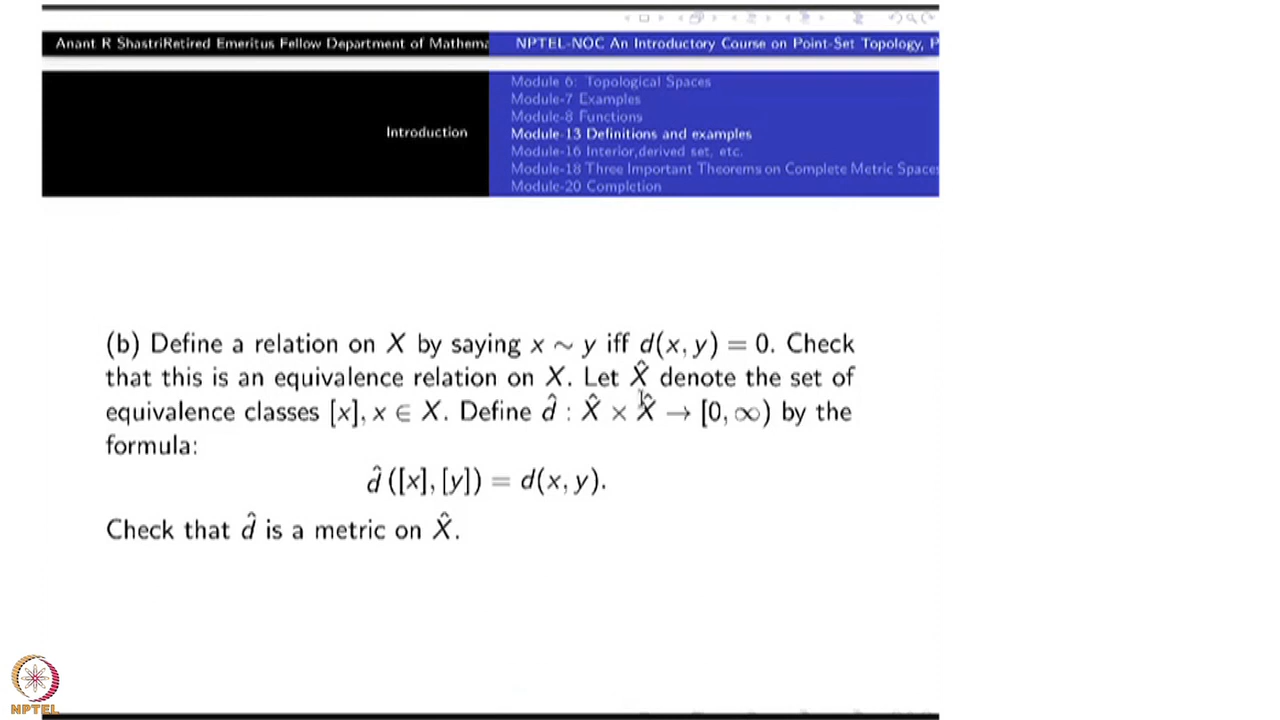 Anant R ShastriRetired Emeritus Fellow Department of Mathema
NPTEL-NOC An Introductory Course on Point-Set Topology, P
Introduction
Module 6: Topological Spaces
Module-7 Examples
Module-8 Functions
Module-13 Definitions and examples
Module-16 Interior,derived set, etc.
Module-18 Three Important Theorems on Complete Metric Spaces
Module-20 Completion
(b) Define a relation on X by saying x ∼ y iff d(x, y) = 0. Check
that this is an equivalence relation on X. Let X̂ denote the set of
equivalence classes [x], x ∈ X. Define d̂ : X̂ × X̂ → [0, ∞) by the
formula:
d̂ ([x], [y]) = d(x, y).
Check that d̂ is a metric on X̂.
NPTEL